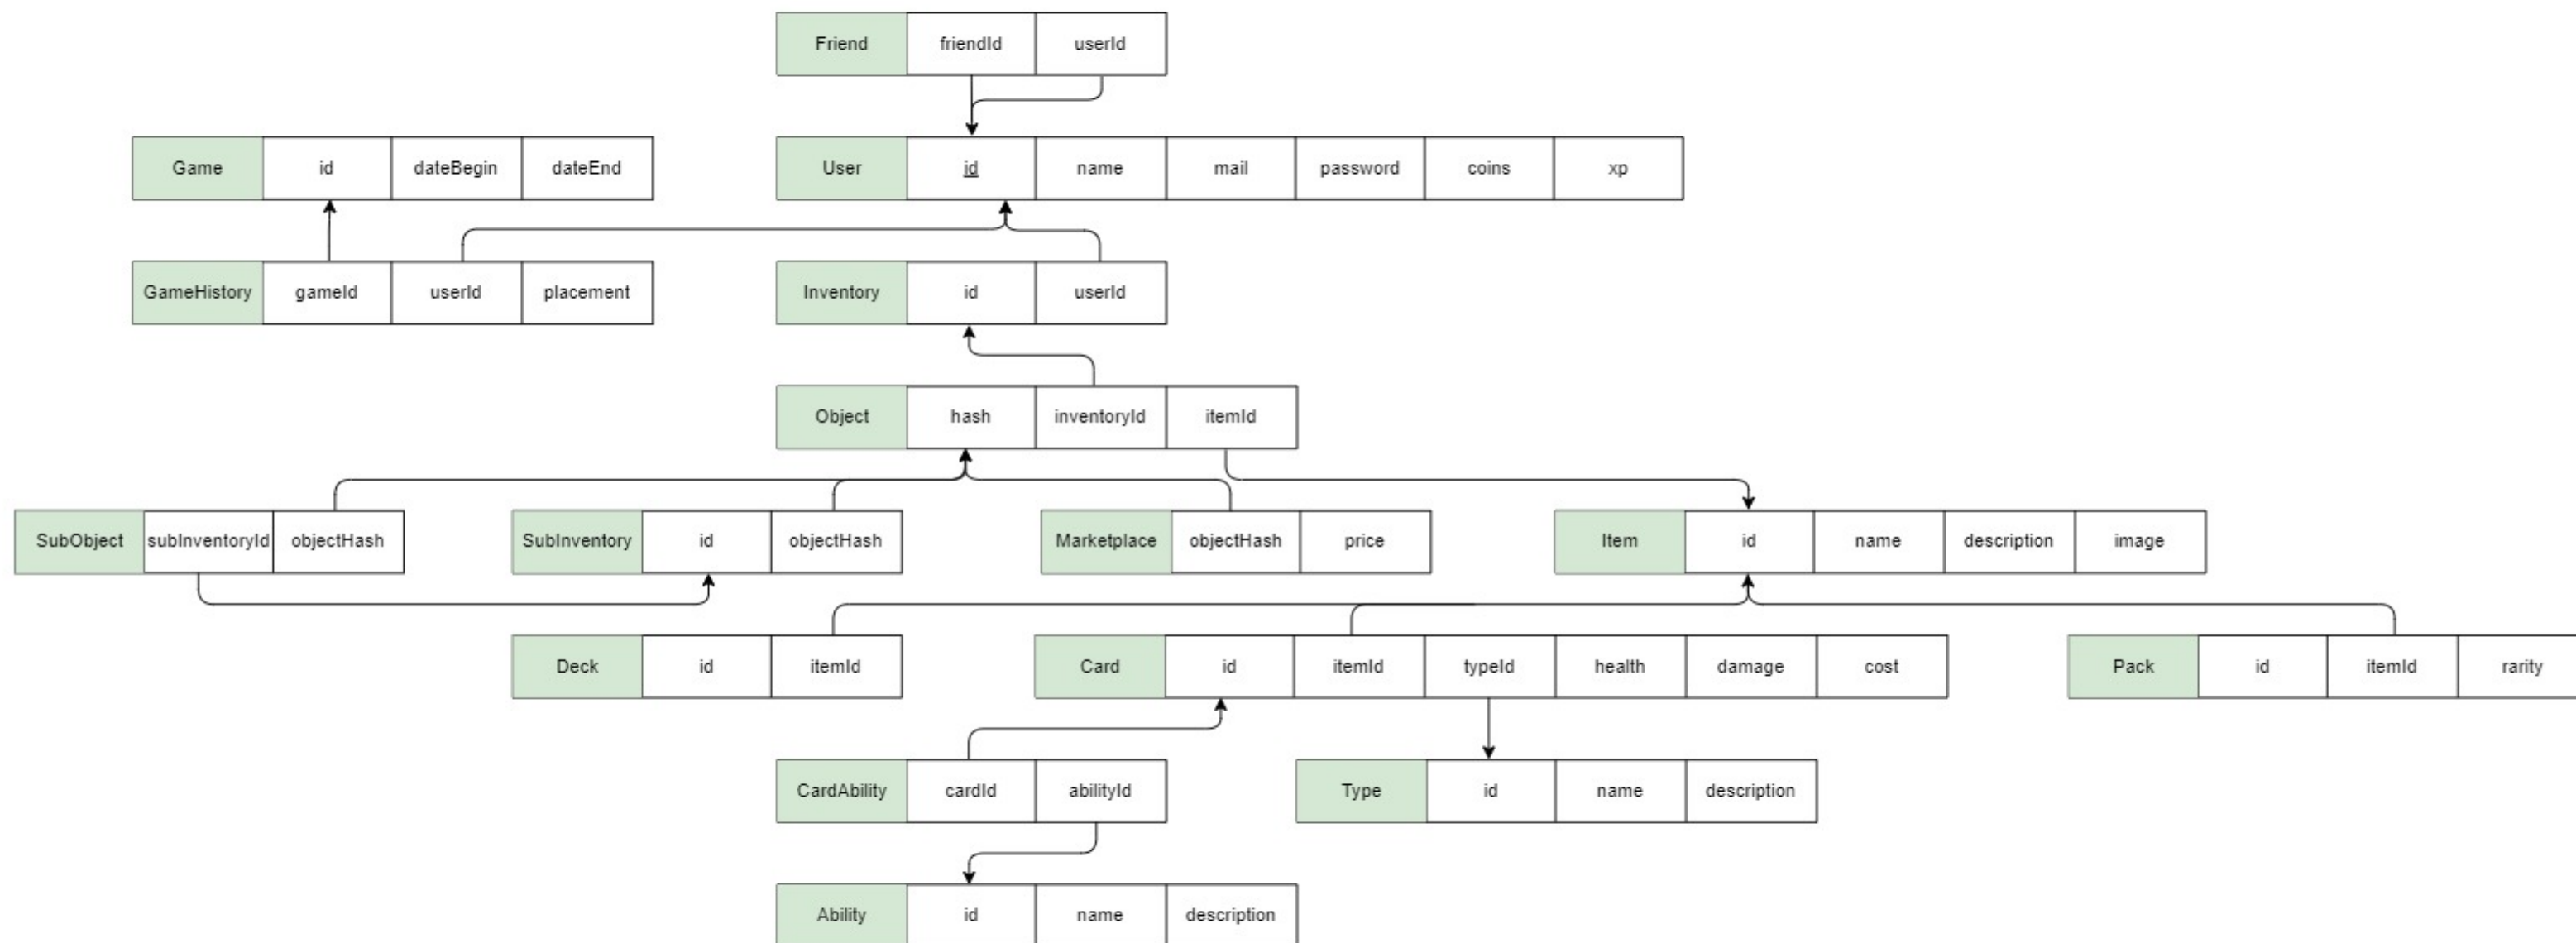 Friend friendId userId
Game id dateBegin dateEnd
User id name mail password coins xp
GameHistory gameId userId placement
Inventory id userId
Object hash inventoryId itemId
SubObject subInventoryId objectHash
SubInventory id objectHash
Marketplace objectHash price
Item id name description image
Deck id itemId
Card id itemId typeId health damage cost
Pack id itemId rarity
CardAbility cardId abilityId
Type id name description
Ability id name description